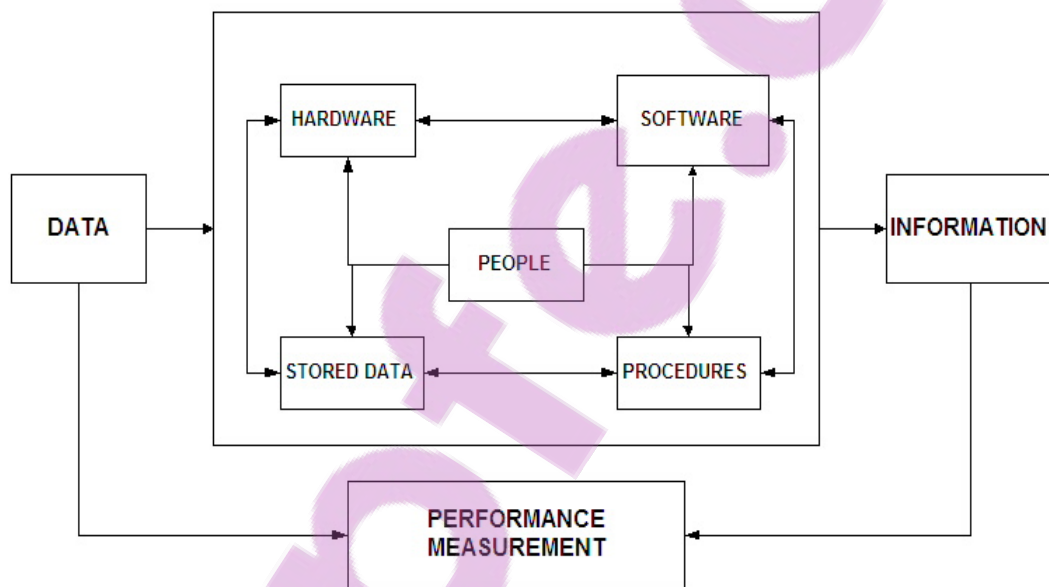 HARDWARE
SOFTWARE
DATA
INFORMATION
PEOPLE
STORED DATA
PROCEDURES
PERFORMANCE
MEASUREMENT